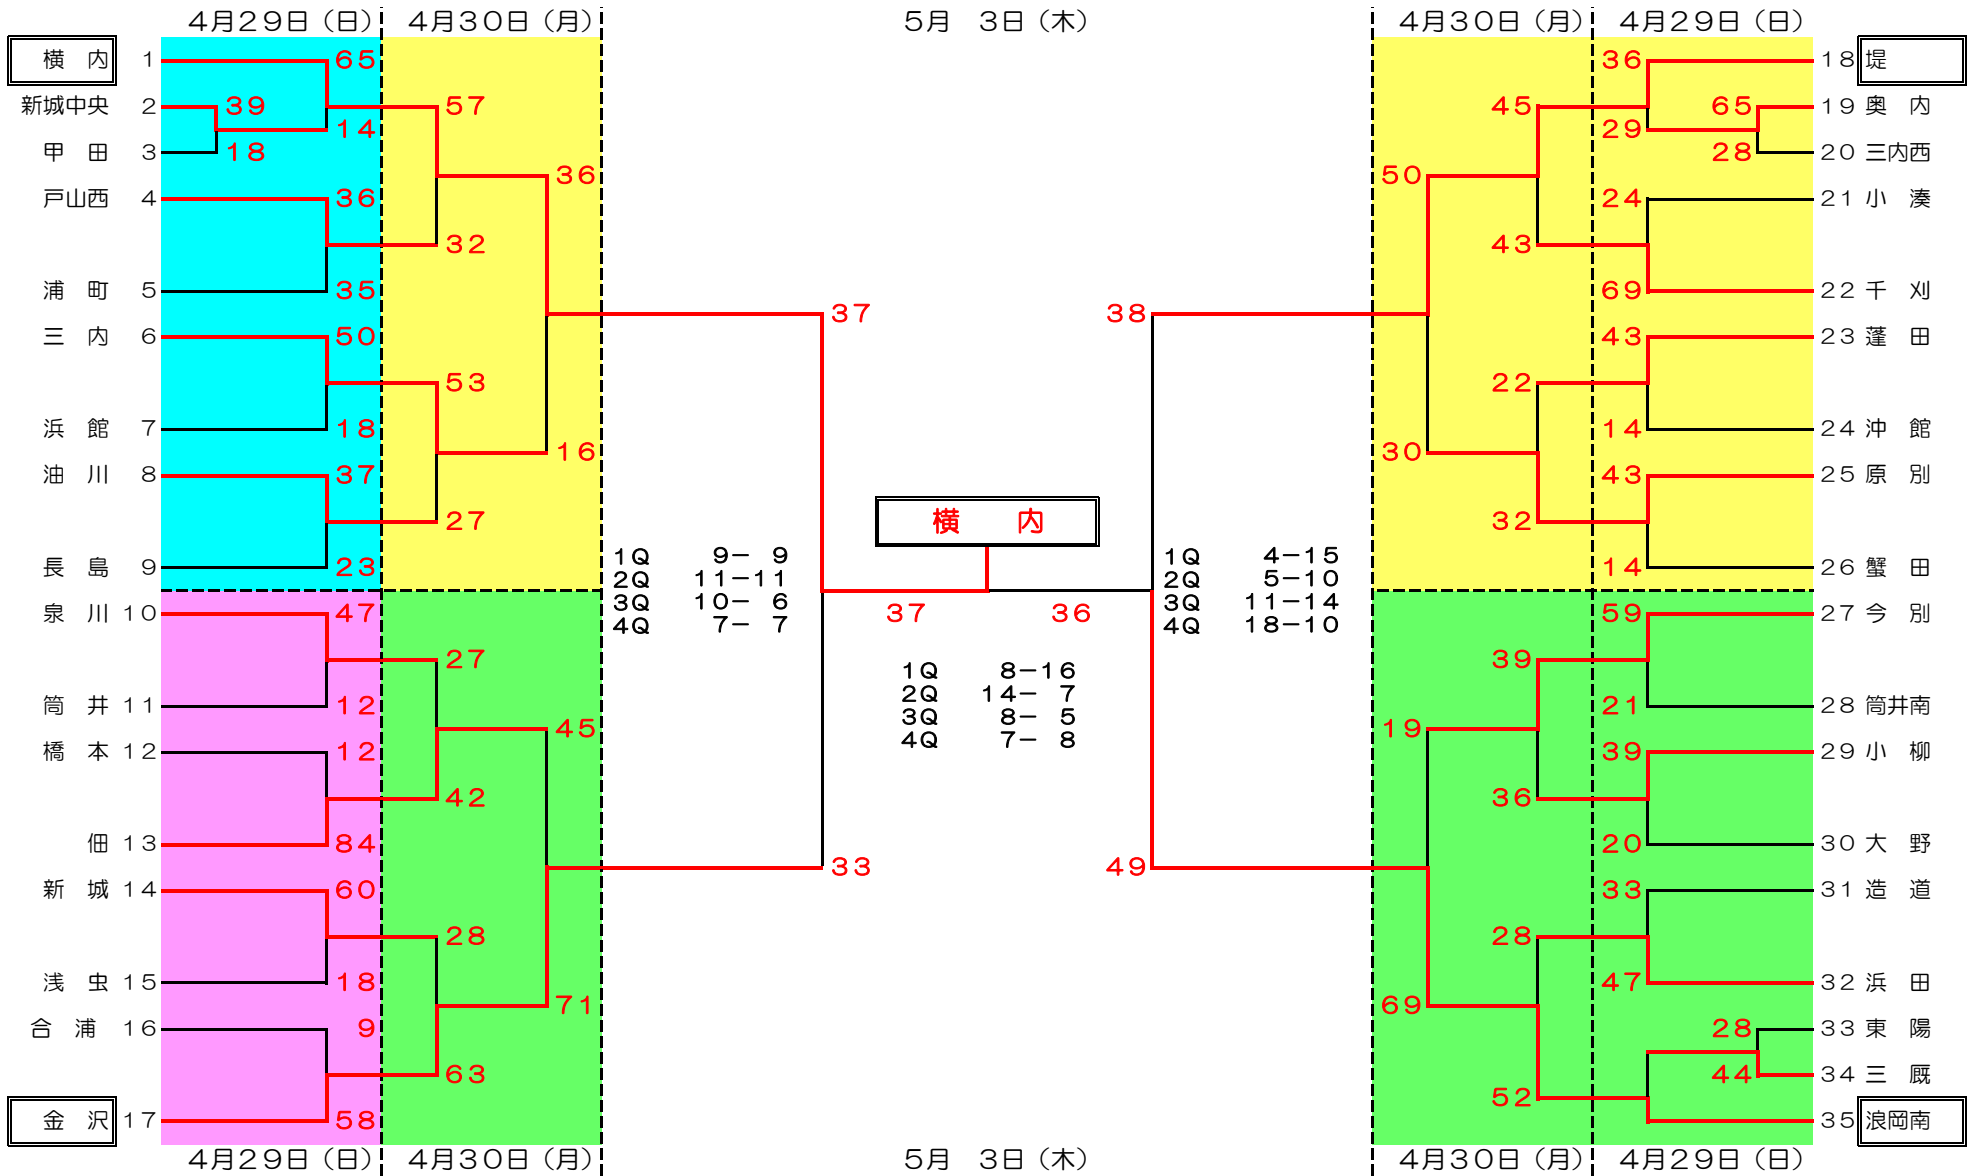 4月29日（日） 4月30日（月） 5月　3日（木） 4月30日（月） 4月29日（日）
横　内 1 65 36 18 堤
新城中央 2 39 57 45 65 19 奥　内
14 29
甲　田 3 18 28 20 三内西
36 50
戸山西 4 36 24 21 小　湊
32 43
浦　町 5 35 69 22 千　刈
37 38
三　内 6 50 43 23 蓬　田
53 22
浜　館 7 18 14 24 沖　館
16 30
油　川 8 37 43 25 原　別
27 横　内 32
1Q 9－ 9 1Q 4－15
長　島 9 23 14 26 蟹　田
2Q 11－11 2Q 5－10
3Q 10－ 6 3Q 11－14
泉　川 10 47 37 36 59 27 今　別
4Q 7－ 7 4Q 18－10
27 39
1Q 8－16
2Q 14－ 7
筒　井 11 12 21 28 筒井南
3Q 8－ 5
45 19
4Q 7－ 8
橋　本 12 12 39 29 小　柳
42 36
佃 13 84 20 30 大　野
33 49
新　城 14 60 33 31 造　道
28 28
浅　虫 15 18 47 32 浜　田
71 69
合　浦 16 9 28 33 東　陽
63 44 34 三　厩
52
金　沢 17 58 35 浪岡南
4月29日（日） 4月30日（月） 5月　3日（木） 4月30日（月） 4月29日（日）